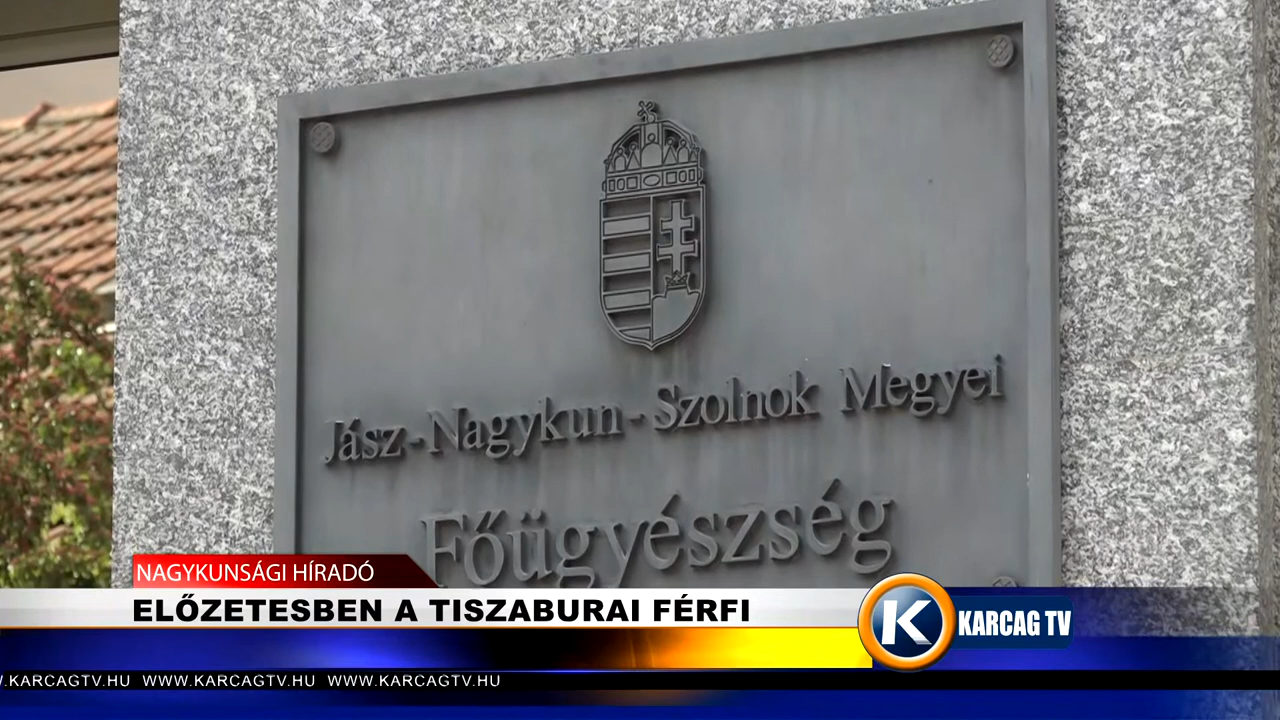 Jász-Nagykun-Szolnok Megyei
Főügyészség
NAGYKUNSÁGI HÍRADÓ
ELŐZETESBEN A TISZABURAI FÉRFI
K KARCAG TV
WWW.KARCAGTV.HU WWW.KARCAGTV.HU WWW.KARCAGTV.HU